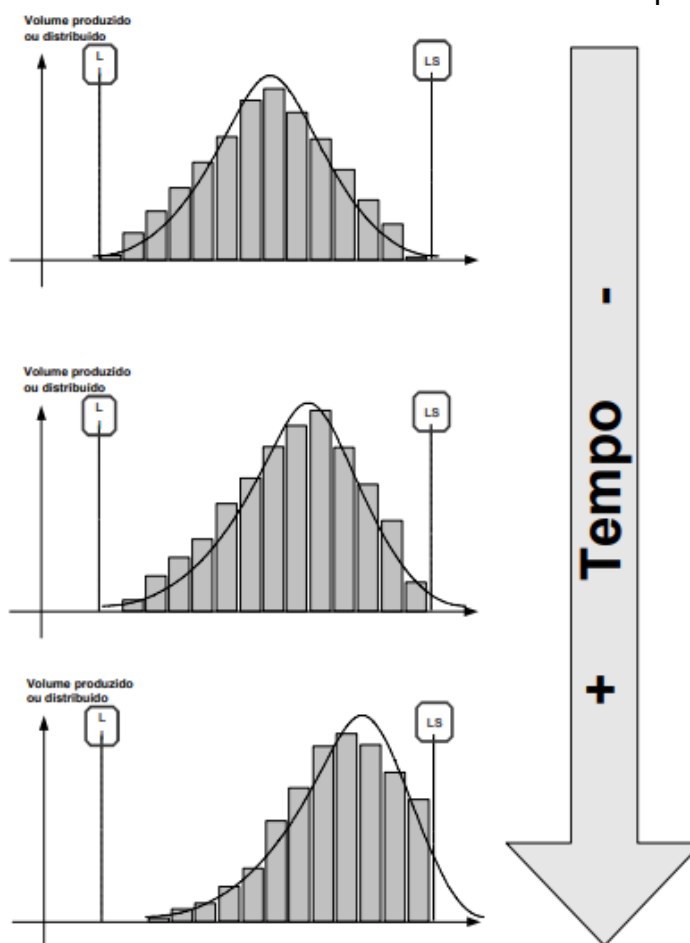 Volume produzido
ou distribuído
L
LS
Volume produzido
ou distribuído
L
LS
Volume produzido
ou distribuído
L
LS
- Tempo +